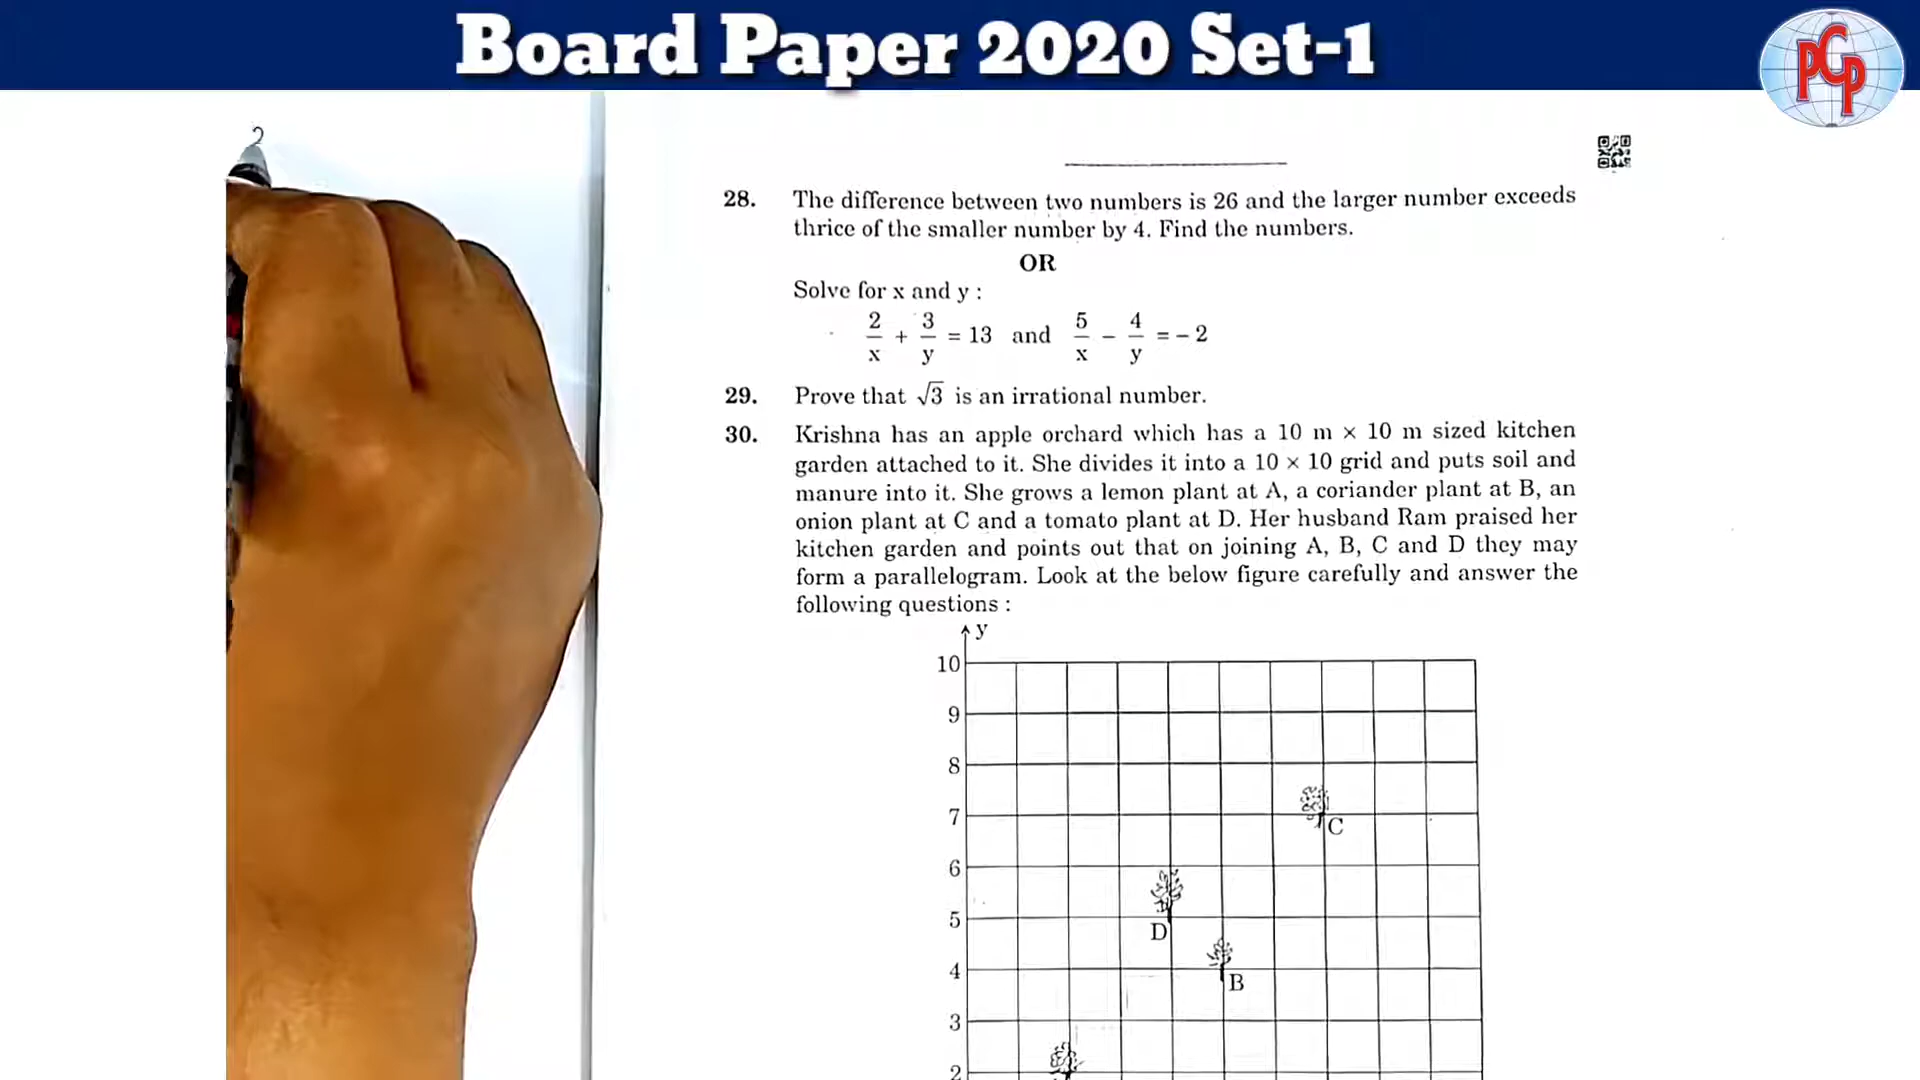 Board Paper 2020 Set-1
PCP
2
28. The difference between two numbers is 26 and the larger number exceeds
thrice of the smaller number by 4. Find the numbers.
OR
Solve for x and y :
2/x + 3/y = 13 and 5/x − 4/y = − 2
29. Prove that √3 is an irrational number.
30. Krishna has an apple orchard which has a 10 m × 10 m sized kitchen
garden attached to it. She divides it into a 10 × 10 grid and puts soil and
manure into it. She grows a lemon plant at A, a coriander plant at B, an
onion plant at C and a tomato plant at D. Her husband Ram praised her
kitchen garden and points out that on joining A, B, C and D they may
form a parallelogram. Look at the below figure carefully and answer the
following questions :
y
10
9
8
7
C
6
5
D
4
B
3
2